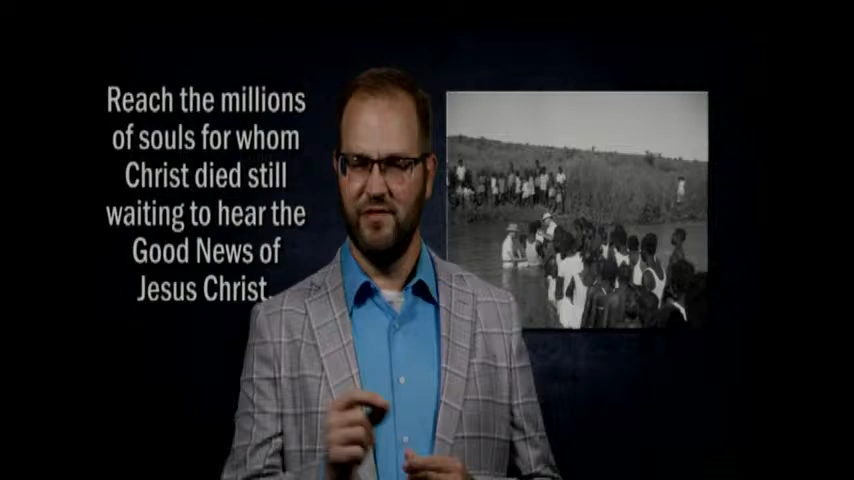 Reach the millions
of souls for whom
Christ died still
waiting to hear the
Good News of
Jesus Christ.